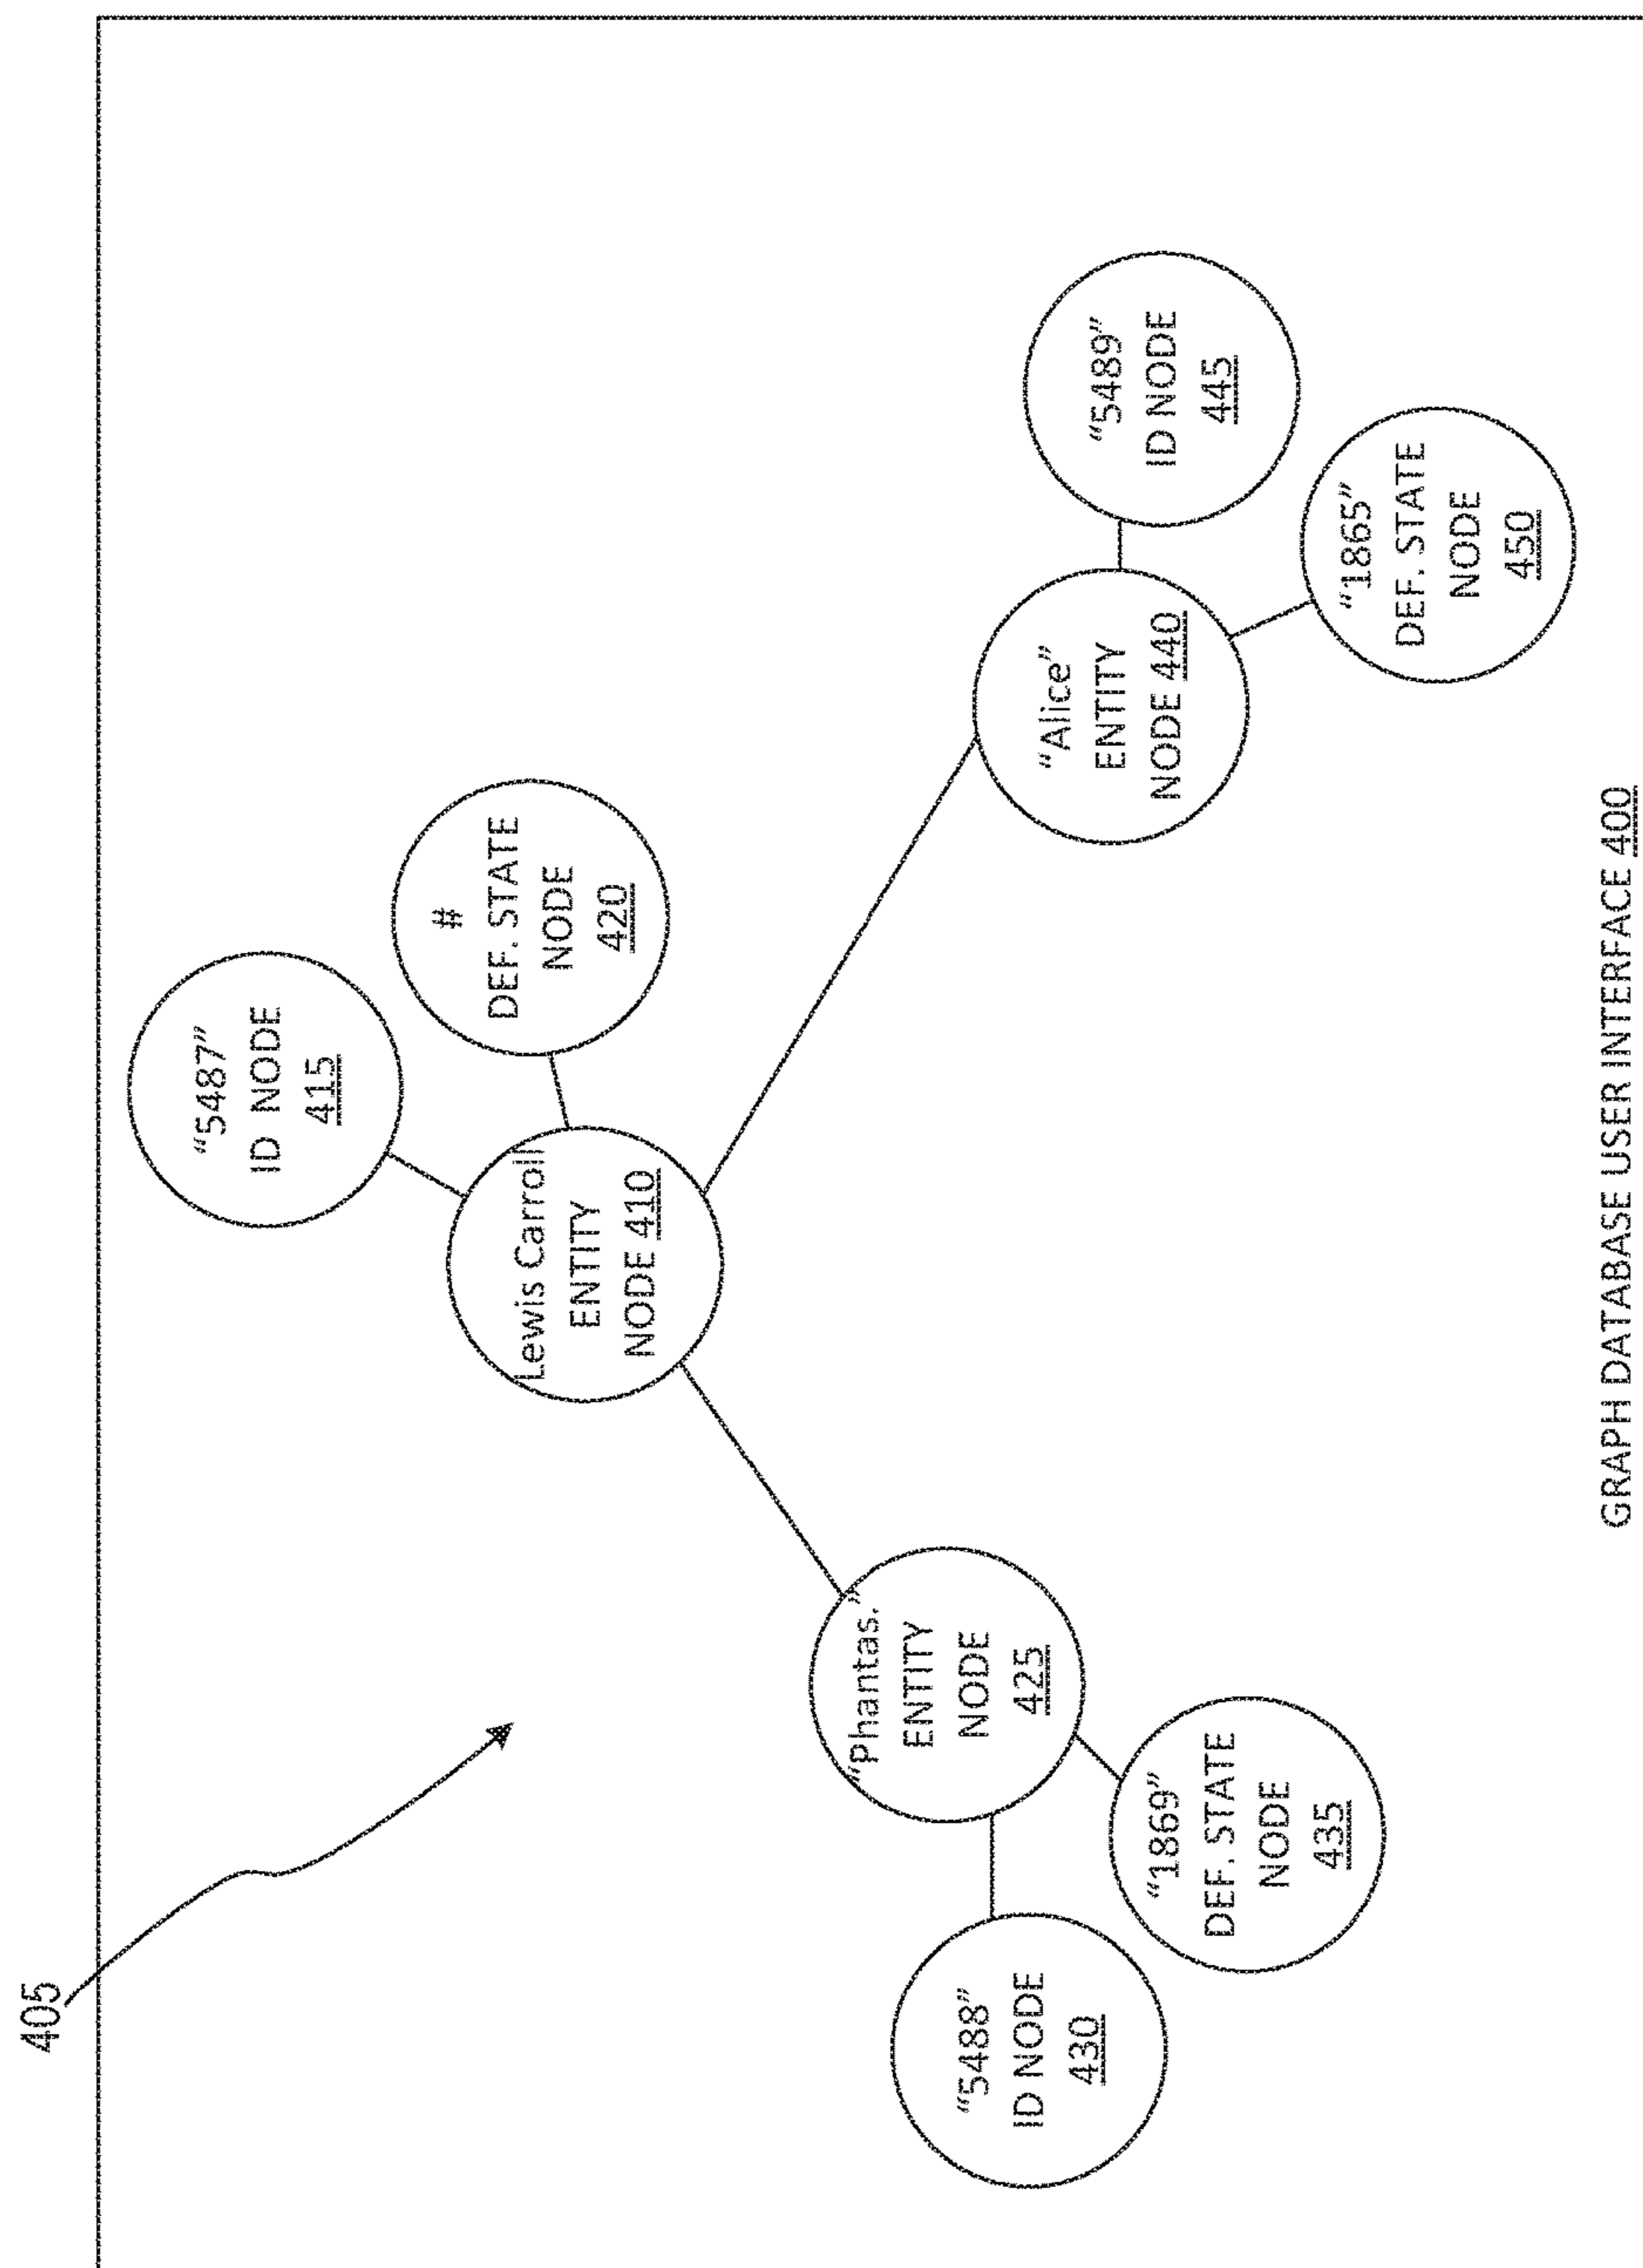 405
"5487"
ID NODE
415
#
DEF. STATE
NODE
420
Lewis Carroll
ENTITY
NODE 410
"Phantas."
ENTITY
NODE
425
"5488"
ID NODE
430
"1869"
DEF. STATE
NODE
435
"Alice"
ENTITY
NODE 440
"5489"
ID NODE
445
"1865"
DEF. STATE
NODE
450
GRAPH DATABASE USER INTERFACE 400